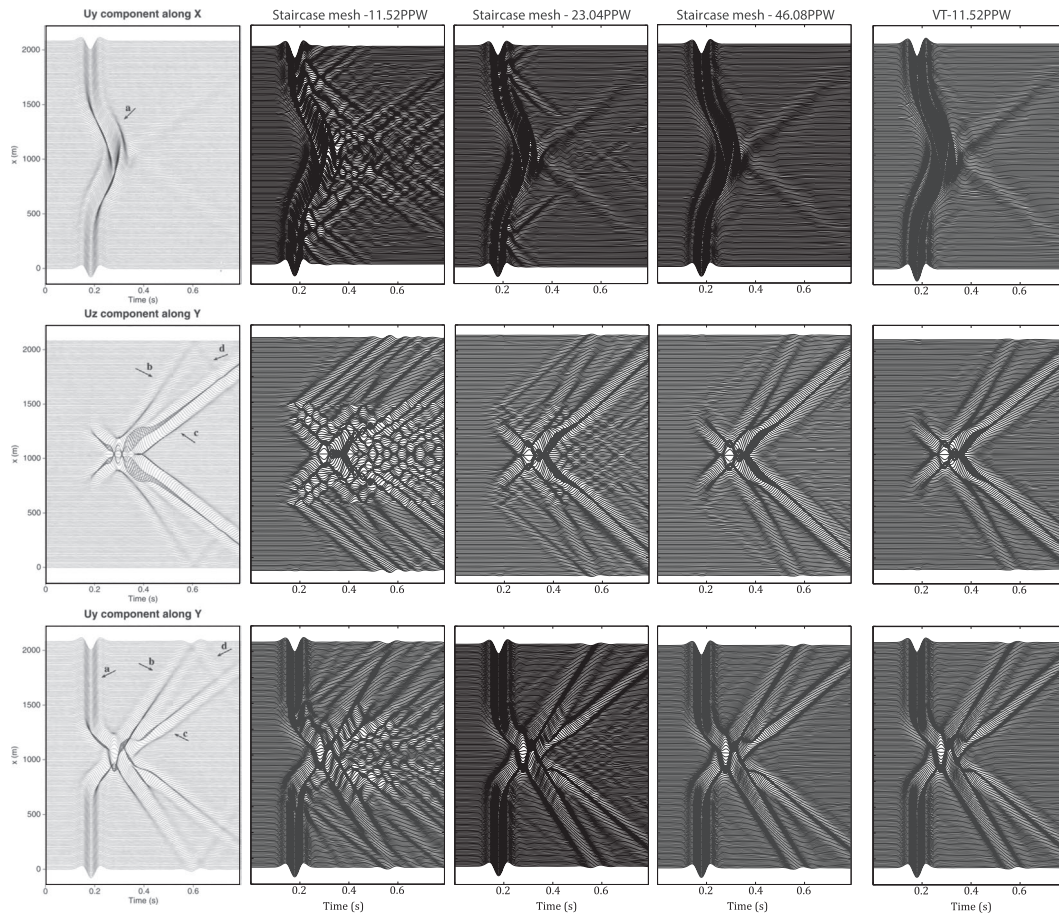 Uy component along X
Staircase mesh -11.52PPW
Staircase mesh - 23.04PPW
Staircase mesh - 46.08PPW
VT-11.52PPW
2000
1500
1000
500
0
x (m)
a
0 0.2 0.4 0.6
Time (s)
0.2 0.4 0.6
0.2 0.4 0.6
0.2 0.4 0.6
0.2 0.4 0.6
Uz component along Y
2000
1500
1000
500
0
x (m)
b
d
c
0 0.2 0.4 0.6
Time (s)
0.2 0.4 0.6
Time (s)
0.2 0.4 0.6
Time (s)
0.2 0.4 0.6
Time (s)
0.2 0.4 0.6
Time (s)
Uy component along Y
2000
1500
1000
500
0
x (m)
a
b
d
c
0 0.2 0.4 0.6
Time (s)
0.2 0.4 0.6
Time (s)
0.2 0.4 0.6
Time (s)
0.2 0.4 0.6
Time (s)
0.2 0.4 0.6
Time (s)